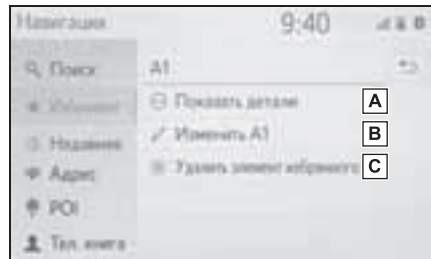 Навигация 9:40
Поиск
A1
Избранное
Показать детали A
Недавние
Изменить A1 B
Адрес
Удалить элемент избранного C
POI
Тел. книга